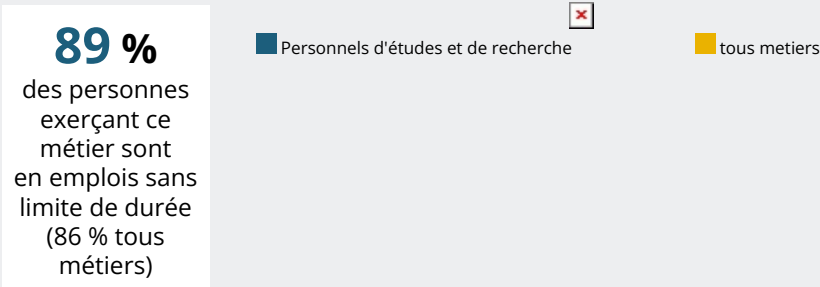 89 %
des personnes
exerçant ce
métier sont
en emplois sans
limite de durée
(86 % tous
métiers)
Personnels d'études et de recherche
tous metiers